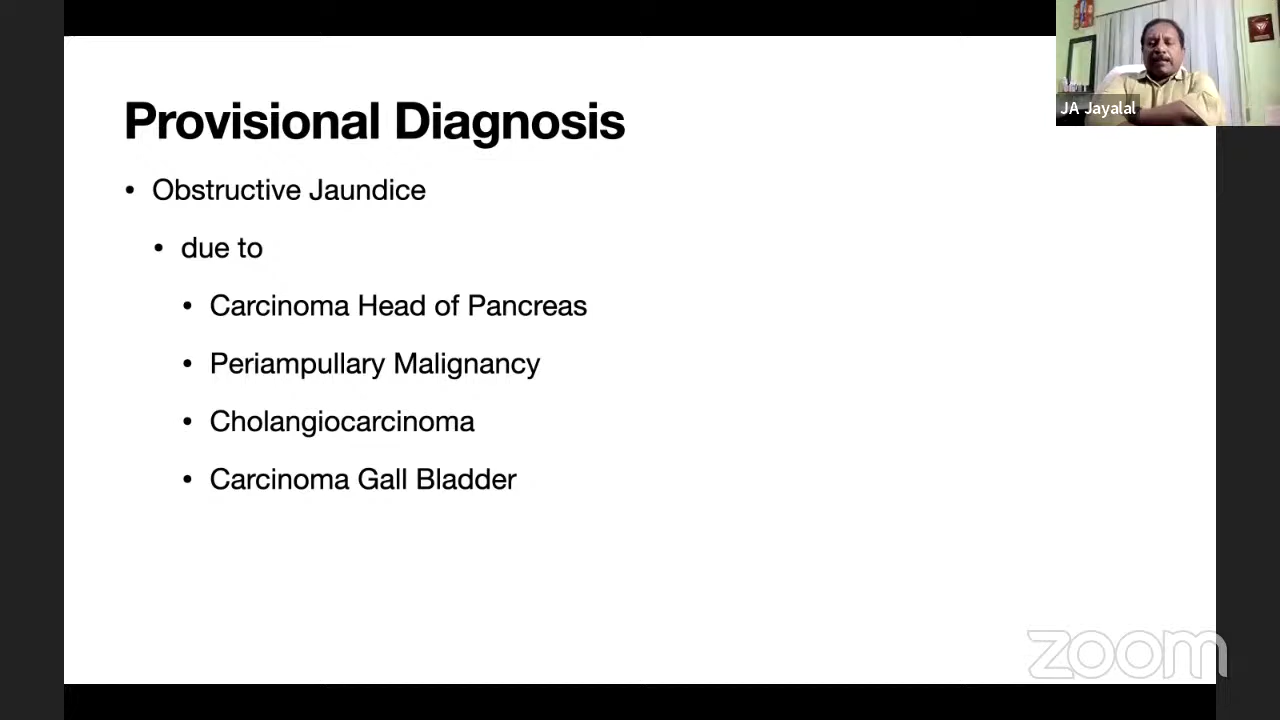 JA Jayalal
Provisional Diagnosis
• Obstructive Jaundice
• due to
• Carcinoma Head of Pancreas
• Periampullary Malignancy
• Cholangiocarcinoma
• Carcinoma Gall Bladder
zoom